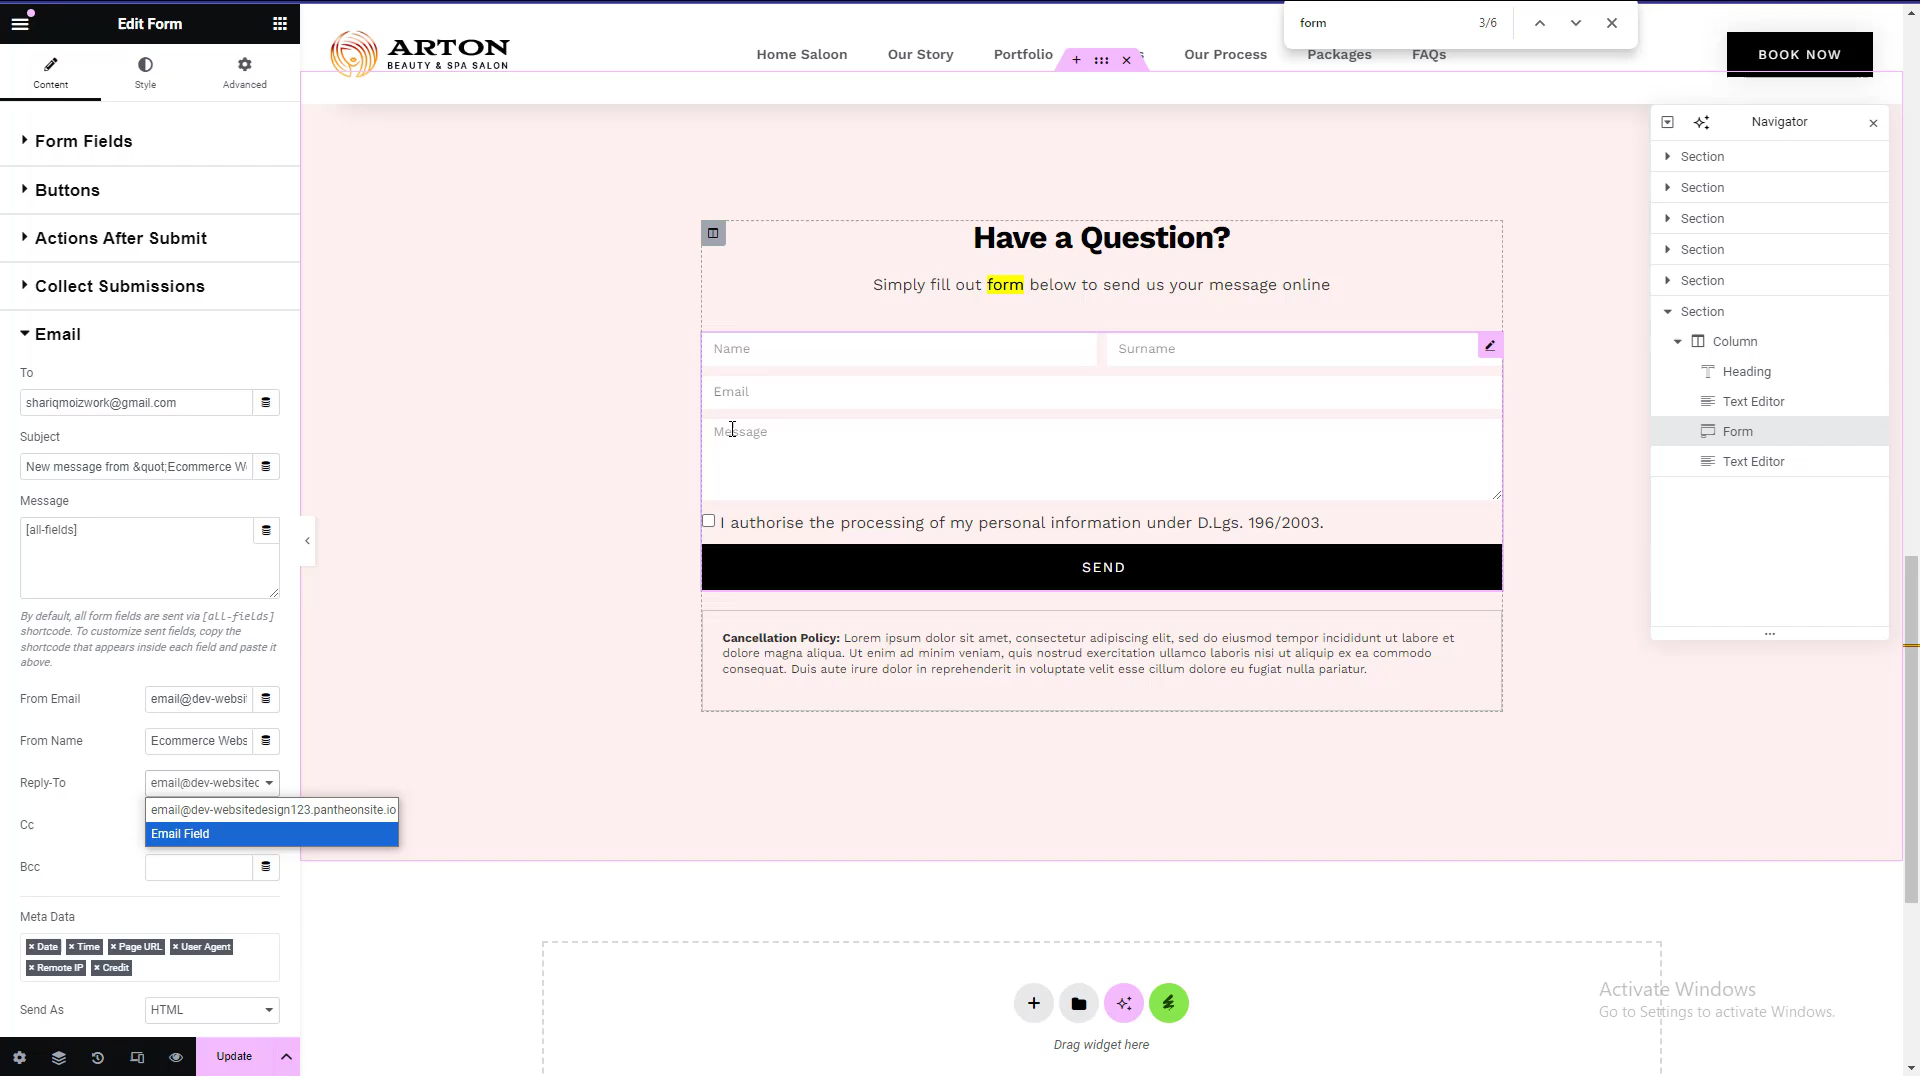 Edit Form
Content
Style
Advanced
Form Fields
Buttons
Actions After Submit
Collect Submissions
Email
To
shariqmoizwork@gmail.com
Subject
New message from &quot;Ecommerce W
Message
[all-fields]
By default, all form fields are sent via [all-fields]
shortcode. To customize sent fields, copy the
shortcode that appears inside each field and paste it
above.
From Email
email@dev-websi
From Name
Ecommerce Webs
Reply-To
email@dev-websitec
email@dev-websitedesign123.pantheonsite.io
Email Field
Cc
Bcc
Meta Data
× Date × Time × Page URL × User Agent
× Remote IP × Credit
Send As
HTML
Update
form
3/6
ARTON
BEAUTY & SPA SALON
Home Saloon
Our Story
Portfolio
Our Process
Packages
FAQs
BOOK NOW
Have a Question?
Simply fill out form below to send us your message online
Name
Surname
Email
Message
I authorise the processing of my personal information under D.Lgs. 196/2003.
SEND
Cancellation Policy: Lorem ipsum dolor sit amet, consectetur adipiscing elit, sed do eiusmod tempor incididunt ut labore et
dolore magna aliqua. Ut enim ad minim veniam, quis nostrud exercitation ullamco laboris nisi ut aliquip ex ea commodo
consequat. Duis aute irure dolor in reprehenderit in voluptate velit esse cillum dolore eu fugiat nulla pariatur.
Drag widget here
Navigator
Section
Section
Section
Section
Section
Section
Column
Heading
Text Editor
Form
Text Editor
Activate Windows
Go to Settings to activate Windows.